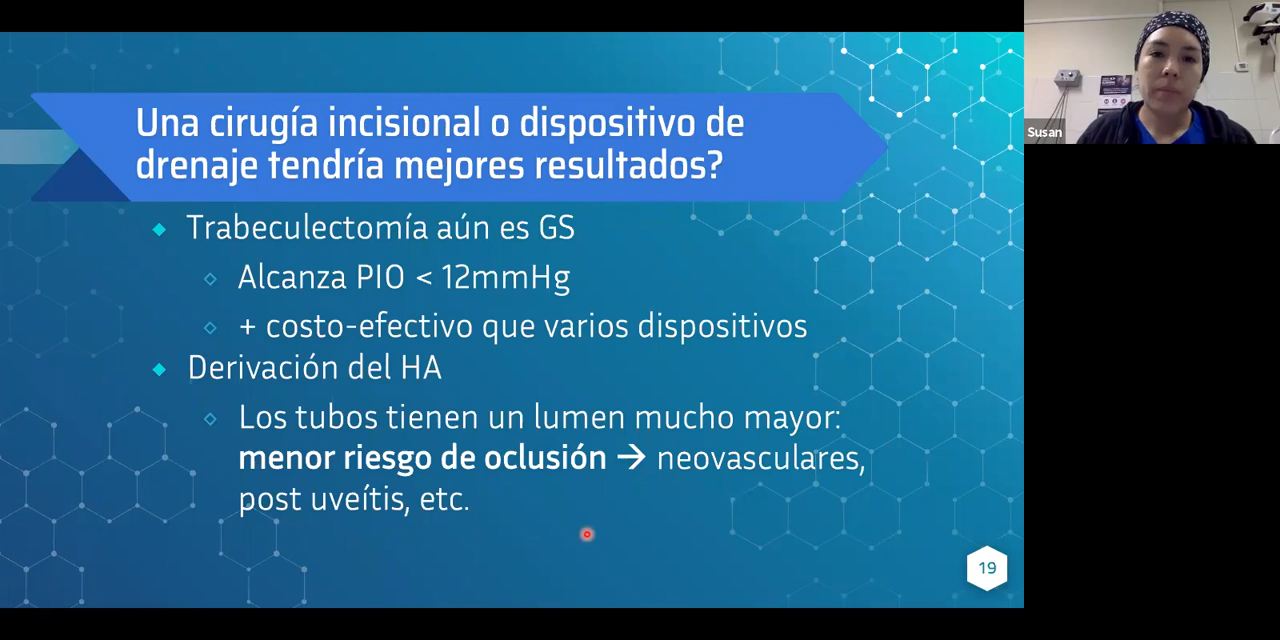 Una cirugía incisional o dispositivo de
drenaje tendría mejores resultados?
Trabeculectomía aún es GS
Alcanza PIO < 12mmHg
+ costo-efectivo que varios dispositivos
Derivación del HA
Los tubos tienen un lumen mucho mayor:
menor riesgo de oclusión → neovasculares,
post uveítis, etc.
19
Susan